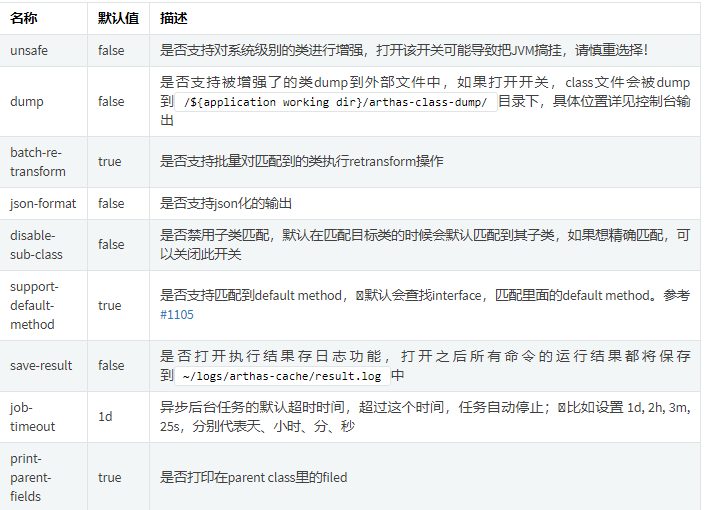 名称 默认值 描述
unsafe false 是否支持对系统级别的类进行增强，打开该开关可能导致把JVM搞挂，请慎重选择！
dump false 是否支持被增强了的类dump到外部文件中，如果打开开关，class文件会被dump
到 /${application working dir}/arthas-class-dump/ 目录下，具体位置详见控制台输
出
batch-re-
transform true 是否支持批量对匹配到的类执行retransform操作
json-format false 是否支持json化的输出
disable-
sub-class false 是否禁用子类匹配，默认在匹配目标类的时候会默认匹配到其子类，如果想精确匹配，可
以关闭此开关
support-
default-
method true 是否支持匹配到default method，默认会查找interface，匹配里面的default method。参考
#1105
save-result false 是否打开执行结果存日志功能，打开之后所有命令的运行结果都将保存
到 ~/logs/arthas-cache/result.log 中
job-
timeout 1d 异步后台任务的默认超时时间，超过这个时间，任务自动停止；比如设置 1d, 2h, 3m,
25s，分别代表天、小时、分、秒
print-
parent-
fields true 是否打印在parent class里的filed